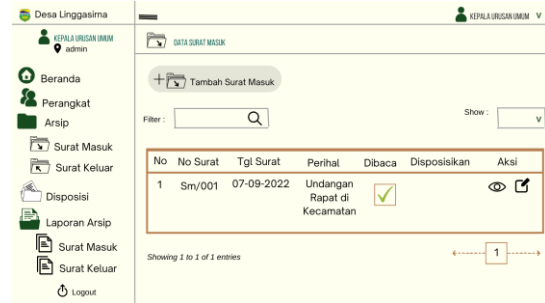 Desa Linggasirna
KEPALA URUSAN UMUM V
KEPALA URUSAN UMUM
admin
Beranda
Perangkat
Arsip
Surat Masuk
Surat Keluar
Disposisi
Laporan Arsip
Surat Masuk
Surat Keluar
Logout
DATA SURAT MASUK
+ Tambah Surat Masuk
Filter :
Show : V
No No Surat Tgl Surat Perihal Dibaca Disposisikan Aksi
1 Sm/001 07-09-2022 Undangan
Rapat di
Kecamatan
Showing 1 to 1 of 1 entries
1